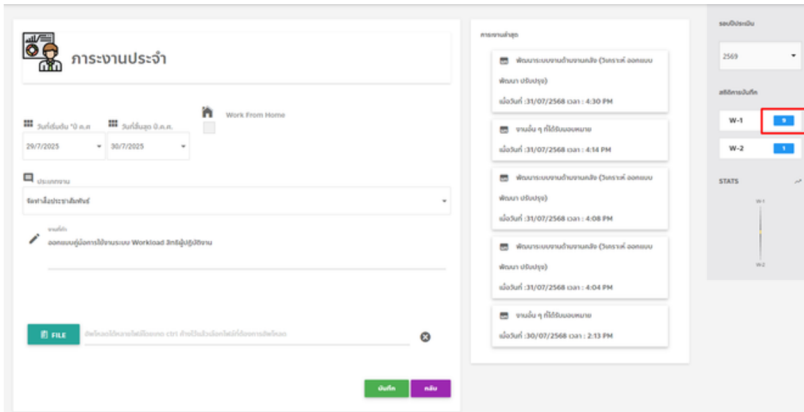 ภาระงานประจำ
วันที่เริ่มต้น *ปี ค.ศ
วันที่สิ้นสุด ปี.ค.ศ.
Work From Home
29/7/2025
30/7/2025
ประเภทงาน
จัดทำสื่อประชาสัมพันธ์
งานที่ทำ
ออกแบบคู่มือการใช้งานระบบ Workload สิทธิผู้ปฏิบัติงาน
FILE
บันทึก
กลับ
ภาระงานล่าสุด
พัฒนาระบบงานด้านงานคลัง (วิเคราะห์ ออกแบบ
พัฒนา ปรับปรุง)
เมื่อวันที่ :31/07/2568 เวลา : 4:30 PM
งานอื่น ๆ ที่ได้รับมอบหมาย
เมื่อวันที่ :31/07/2568 เวลา : 4:14 PM
พัฒนาระบบงานด้านงานคลัง (วิเคราะห์ ออกแบบ
พัฒนา ปรับปรุง)
เมื่อวันที่ :31/07/2568 เวลา : 4:08 PM
พัฒนาระบบงานด้านงานคลัง (วิเคราะห์ ออกแบบ
พัฒนา ปรับปรุง)
เมื่อวันที่ :31/07/2568 เวลา : 4:04 PM
งานอื่น ๆ ที่ได้รับมอบหมาย
เมื่อวันที่ :30/07/2568 เวลา : 2:13 PM
รอบปีประเมิน
2569
สถิติการบันทึก
W-1
9
W-2
1
STATS
W-1
W-2